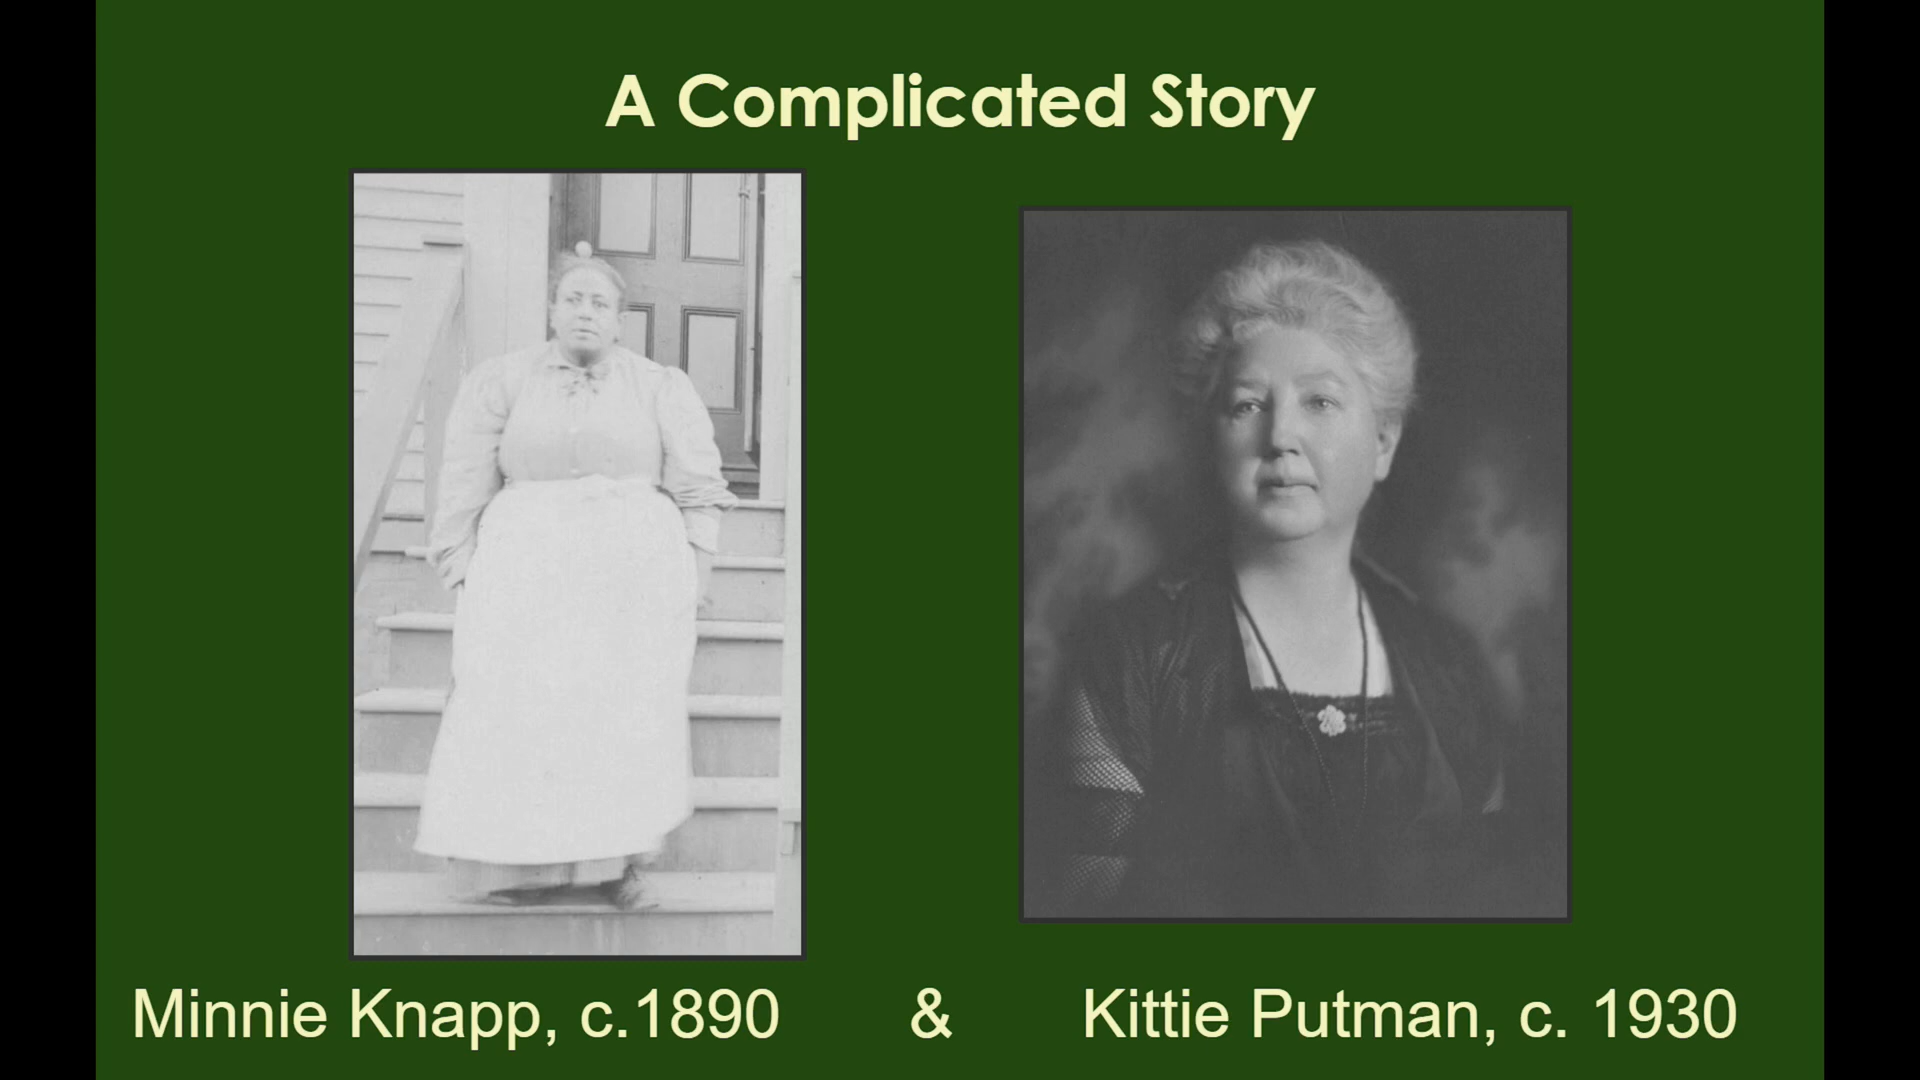 A Complicated Story
Minnie Knapp, c.1890 & Kittie Putman, c. 1930